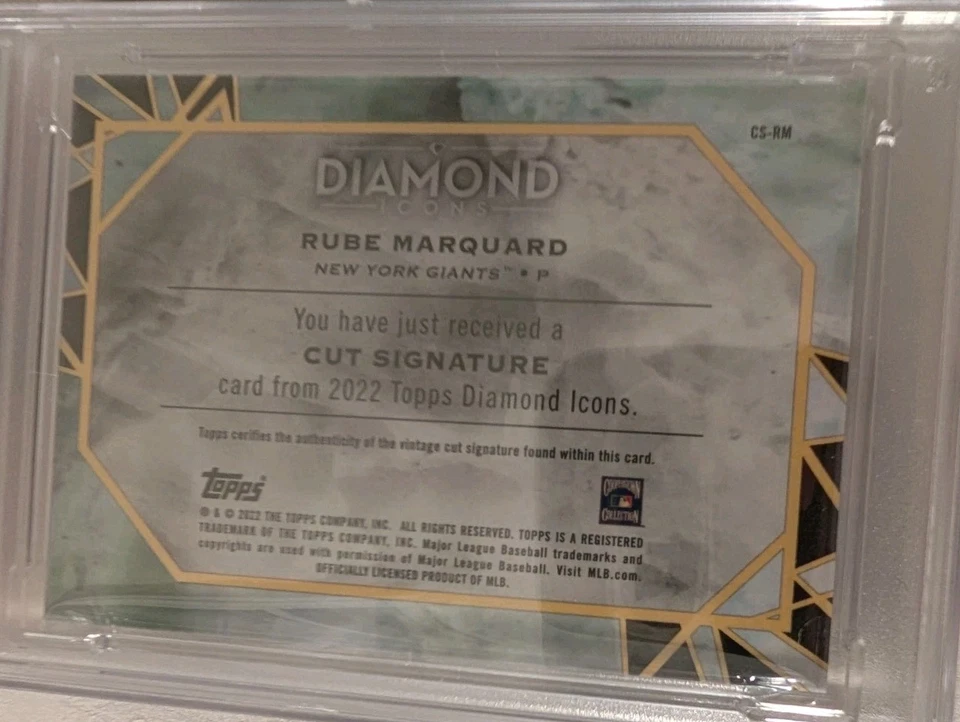 CS-RM
DIAMOND
ICONS
RUBE MARQUARD
NEW YORK GIANTS™ • P
You have just received a
CUT SIGNATURE
card from 2022 Topps Diamond Icons.
Topps cerifies the authenticity of the vintage cut signature found within this card.
topps®
COOPERSTOWN
COLLECTION
® & © 2022 THE TOPPS COMPANY, INC. ALL RIGHTS RESERVED. TOPPS IS A REGISTERED
TRADEMARK OF THE TOPPS COMPANY, INC. Major League Baseball trademarks and
copyrights are used with permission of Major League Baseball. Visit MLB.com.
OFFICIALLY LICENSED PRODUCT OF MLB.